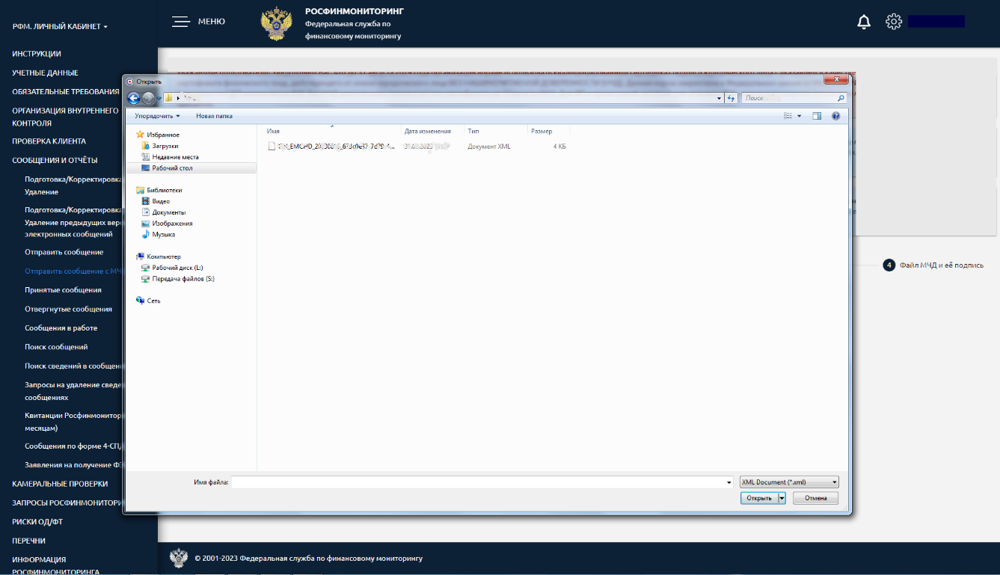 РФМ. ЛИЧНЫЙ КАБИНЕТ
МЕНЮ
РОСФИНМОНИТОРИНГ
Федеральная служба по
финансовому мониторингу
ИНСТРУКЦИИ
УЧЕТНЫЕ ДАННЫЕ
ОБЯЗАТЕЛЬНЫЕ ТРЕБОВАНИЯ
ОРГАНИЗАЦИЯ ВНУТРЕННЕГО
КОНТРОЛЯ
ПРОВЕРКА КЛИЕНТА
СООБЩЕНИЯ И ОТЧЁТЫ
Подготовка/Корректировка
Удаление
Подготовка/Корректировка
Удаление предыдущих вер
электронных сообщений
Отправить сообщение
Отправить сообщение с МЧ
Принятые сообщения
Отвергнутые сообщения
Сообщения в работе
Поиск сообщений
Поиск сведений в сообщен
Запросы на удаление сведе
сообщениях
Квитанции Росфинмонитор
месяцам)
Сообщения по форме 4-СП
Заявления на получение Ф
КАМЕРАЛЬНЫЕ ПРОВЕРКИ
ЗАПРОСЫ РОСФИНМОНИТОРИ
РИСКИ ОД/ФТ
ПЕРЕЧНИ
ИНФОРМАЦИЯ
РОСФИНМОНИТОРИНГА
Открыть
Поиск
Упорядочить
Новая папка
Избранное
Загрузки
Недавние места
Рабочий стол
Библиотеки
Видео
Документы
Изображения
Музыка
Компьютер
Рабочий диск (L:)
Передача файлов (S:)
Сеть
Имя Дата изменения Тип Размер
Документ XML 4 КБ
Имя файла:
XML Document (*.xml)
Открыть
Отмена
4 Файл МЧД и её подпись
© 2001-2023 Федеральная служба по финансовому мониторингу